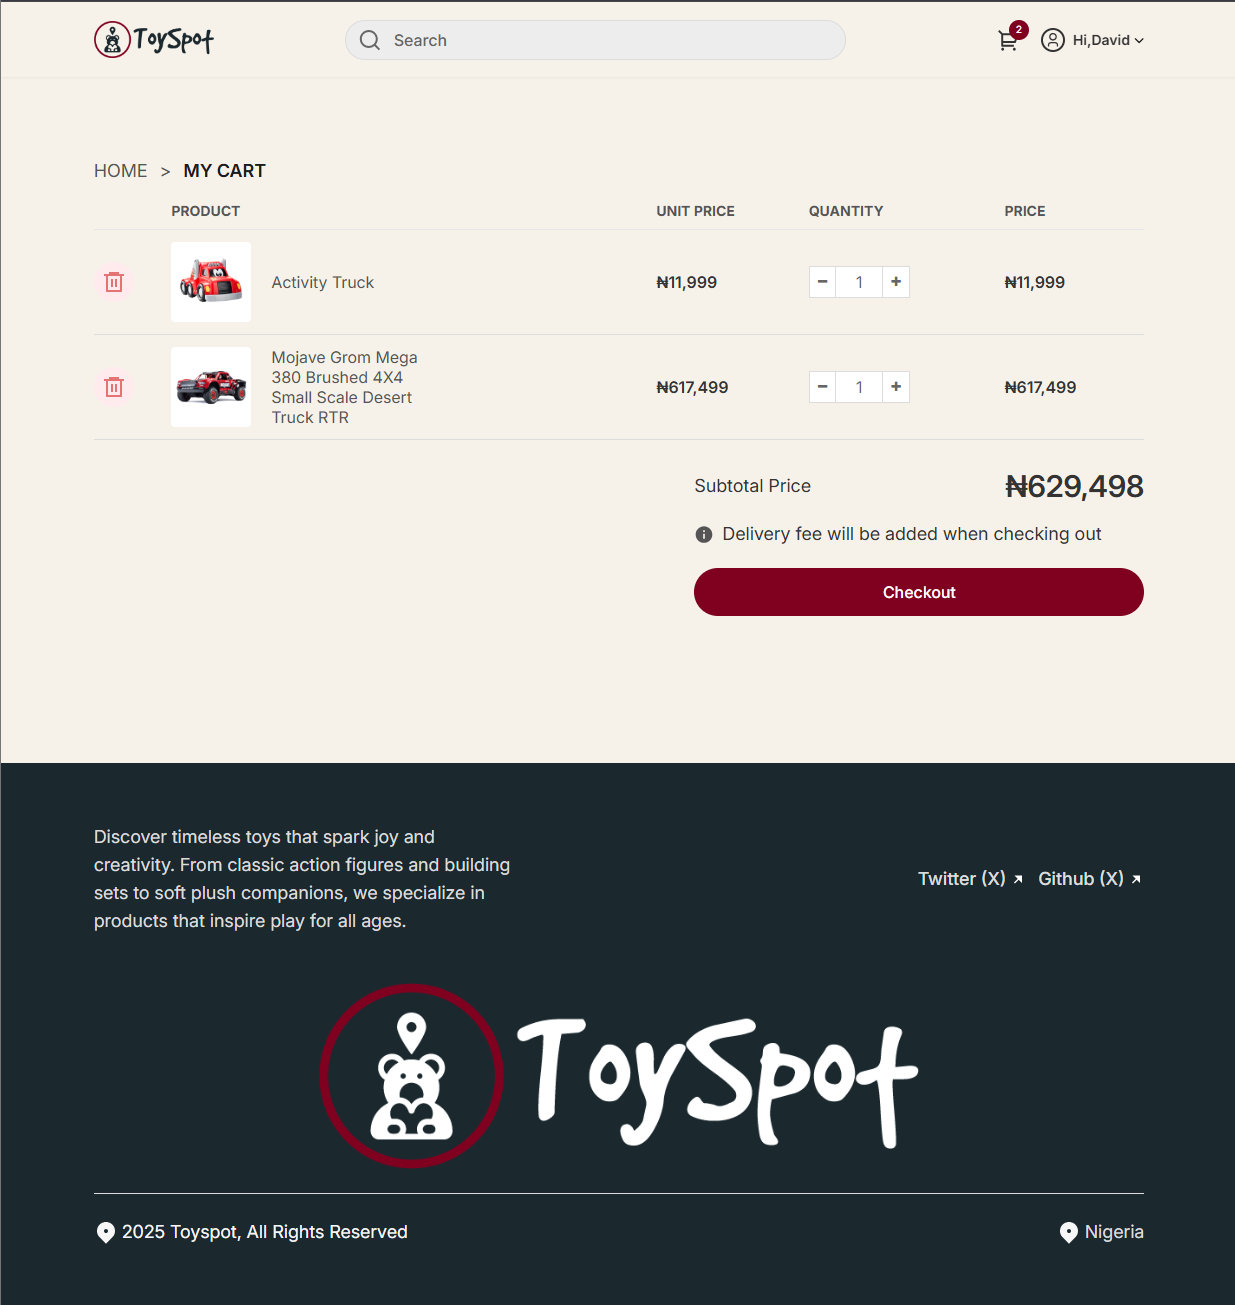 ToySpot
Search
2
Hi,David
HOME > MY CART
PRODUCT UNIT PRICE QUANTITY PRICE
Activity Truck ₦11,999 − 1 + ₦11,999
Mojave Grom Mega
380 Brushed 4X4
Small Scale Desert
Truck RTR
₦617,499 − 1 + ₦617,499
Subtotal Price ₦629,498
Delivery fee will be added when checking out
Checkout
Discover timeless toys that spark joy and
creativity. From classic action figures and building
sets to soft plush companions, we specialize in
products that inspire play for all ages.
Twitter (X) Github (X)
ToySpot
2025 Toyspot, All Rights Reserved
Nigeria